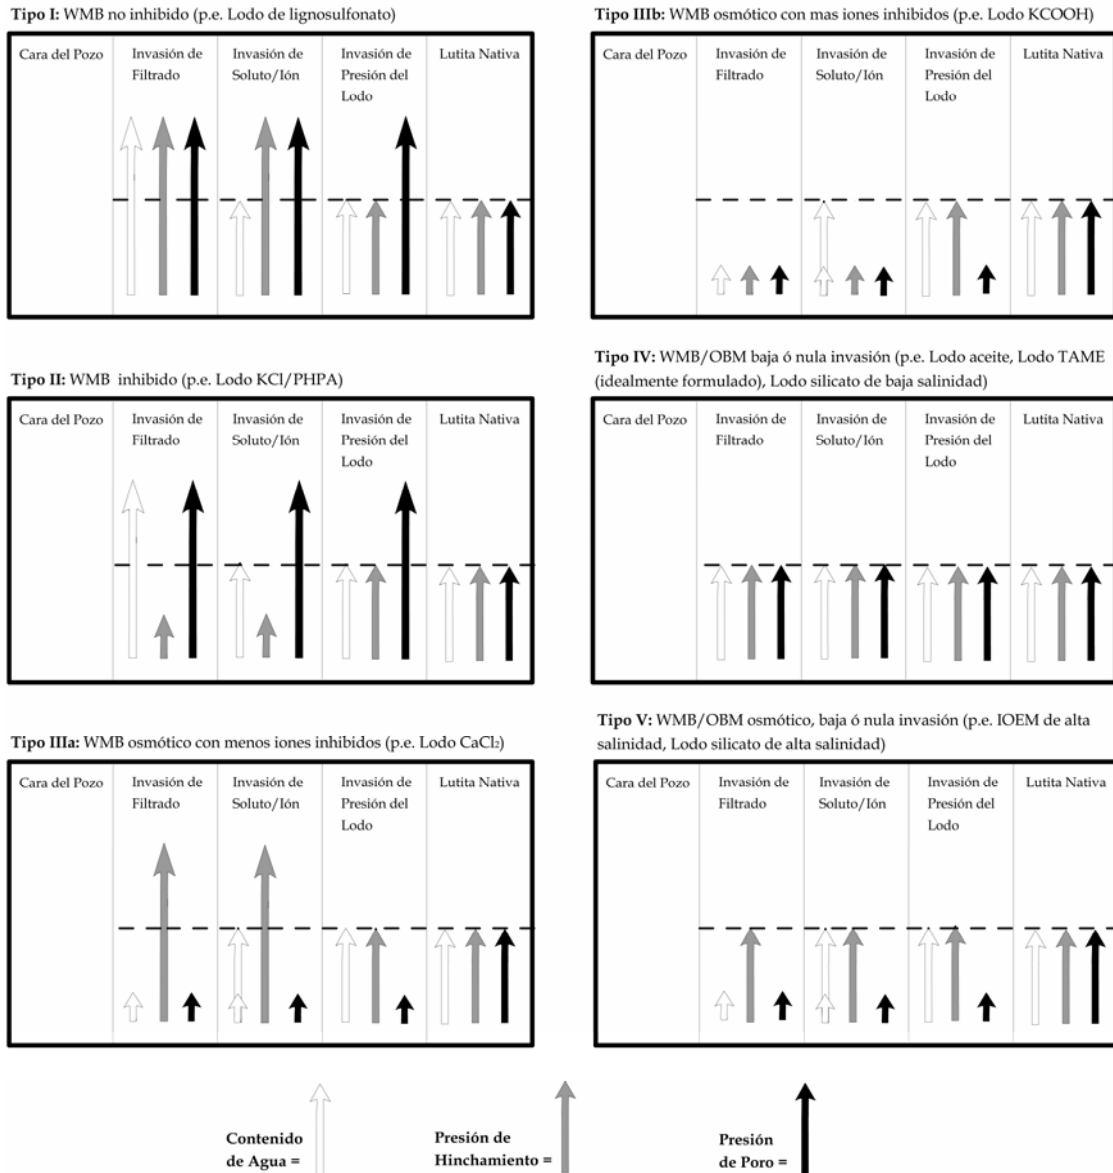 Tipo I: WMB no inhibido (p.e. Lodo de lignosulfonato)
Cara del Pozo
Invasión de
Filtrado
Invasión de
Soluto/Ión
Invasión de
Presión del
Lodo
Lutita Nativa
Tipo II: WMB inhibido (p.e. Lodo KCl/PHPA)
Cara del Pozo
Invasión de
Filtrado
Invasión de
Soluto/Ión
Invasión de
Presión del
Lodo
Lutita Nativa
Tipo IIIa: WMB osmótico con menos iones inhibidos (p.e. Lodo CaCl₂)
Cara del Pozo
Invasión de
Filtrado
Invasión de
Soluto/Ión
Invasión de
Presión del
Lodo
Lutita Nativa
Tipo IIIb: WMB osmótico con mas iones inhibidos (p.e. Lodo KCOOH)
Cara del Pozo
Invasión de
Filtrado
Invasión de
Soluto/Ión
Invasión de
Presión del
Lodo
Lutita Nativa
Tipo IV: WMB/OBM baja ó nula invasión (p.e. Lodo aceite, Lodo TAME
(idealmente formulado), Lodo silicato de baja salinidad)
Cara del Pozo
Invasión de
Filtrado
Invasión de
Soluto/Ión
Invasión de
Presión del
Lodo
Lutita Nativa
Tipo V: WMB/OBM osmótico, baja ó nula invasión (p.e. IOEM de alta
salinidad, Lodo silicato de alta salinidad)
Cara del Pozo
Invasión de
Filtrado
Invasión de
Soluto/Ión
Invasión de
Presión del
Lodo
Lutita Nativa
Contenido
de Agua =
Presión de
Hinchamiento =
Presión
de Poro =